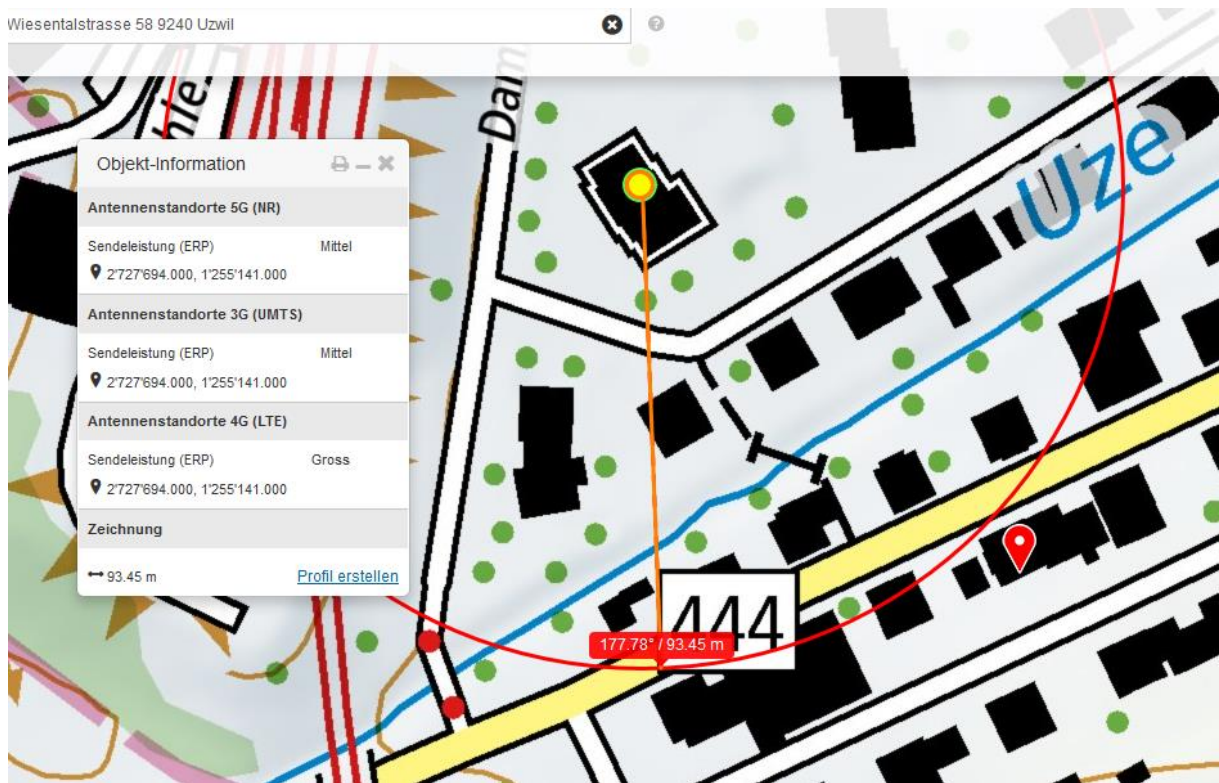 Wiesentalstrasse 58 9240 Uzwil
Objekt-Information
Antennenstandorte 5G (NR)
Sendeleistung (ERP) Mittel
2'727'694.000, 1'255'141.000
Antennenstandorte 3G (UMTS)
Sendeleistung (ERP) Mittel
2'727'694.000, 1'255'141.000
Antennenstandorte 4G (LTE)
Sendeleistung (ERP) Gross
2'727'694.000, 1'255'141.000
Zeichnung
93.45 m Profil erstellen
hle
Dam
Uze
444
177.78° / 93.45 m